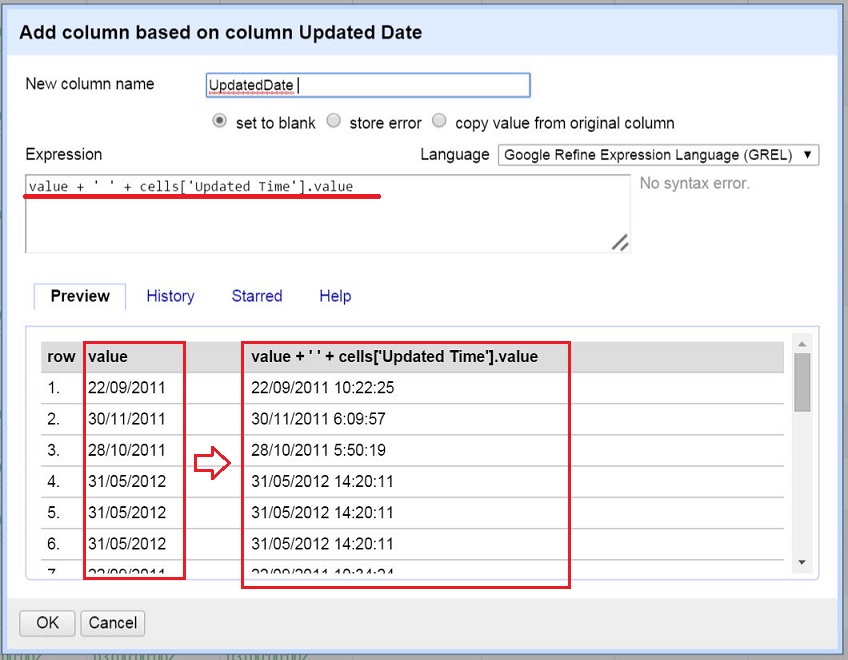 Add column based on column Updated Date
New column name UpdatedDate
set to blank store error copy value from original column
Expression Language Google Refine Expression Language (GREL)
value + ' ' + cells['Updated Time'].value No syntax error.
Preview History Starred Help
row value value + ' ' + cells['Updated Time'].value
1. 22/09/2011 22/09/2011 10:22:25
2. 30/11/2011 30/11/2011 6:09:57
3. 28/10/2011 28/10/2011 5:50:19
4. 31/05/2012 31/05/2012 14:20:11
5. 31/05/2012 31/05/2012 14:20:11
6. 31/05/2012 31/05/2012 14:20:11
OK Cancel